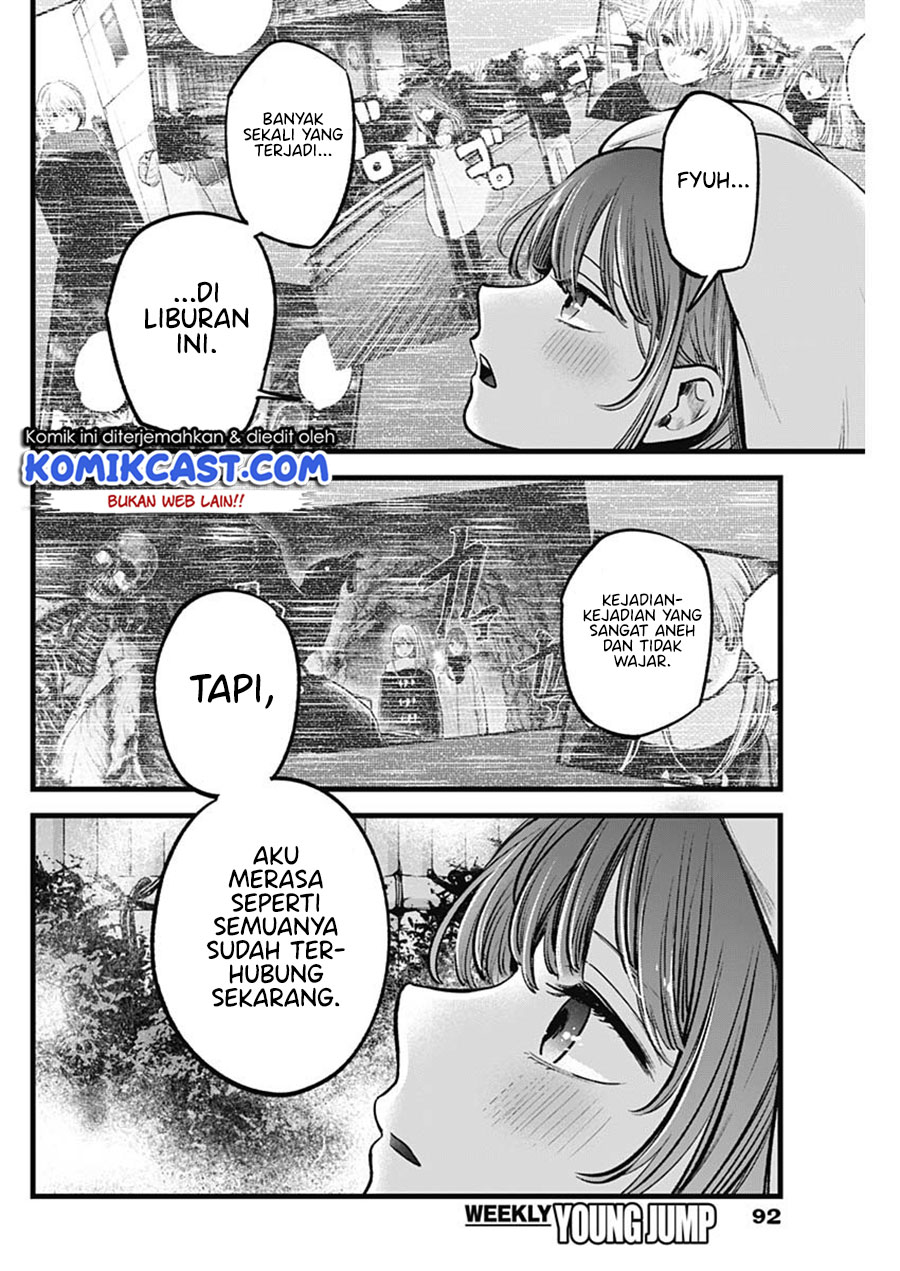 FYUH...
BANYAK
SEKALI YANG
TERJADI...
...DI
LIBURAN
INI.
Komik ini diterjemahkan & diedit oleh
KOMIKCAST.COM
BUKAN WEB LAIN!!
KEJADIAN-
KEJADIAN YANG
SANGAT ANEH
DAN TIDAK
WAJAR.
TAPI,
AKU
MERASA
SEPERTI
SEMUANYA
SUDAH TER-
HUBUNG
SEKARANG.
WEEKLY YOUNG JUMP 92